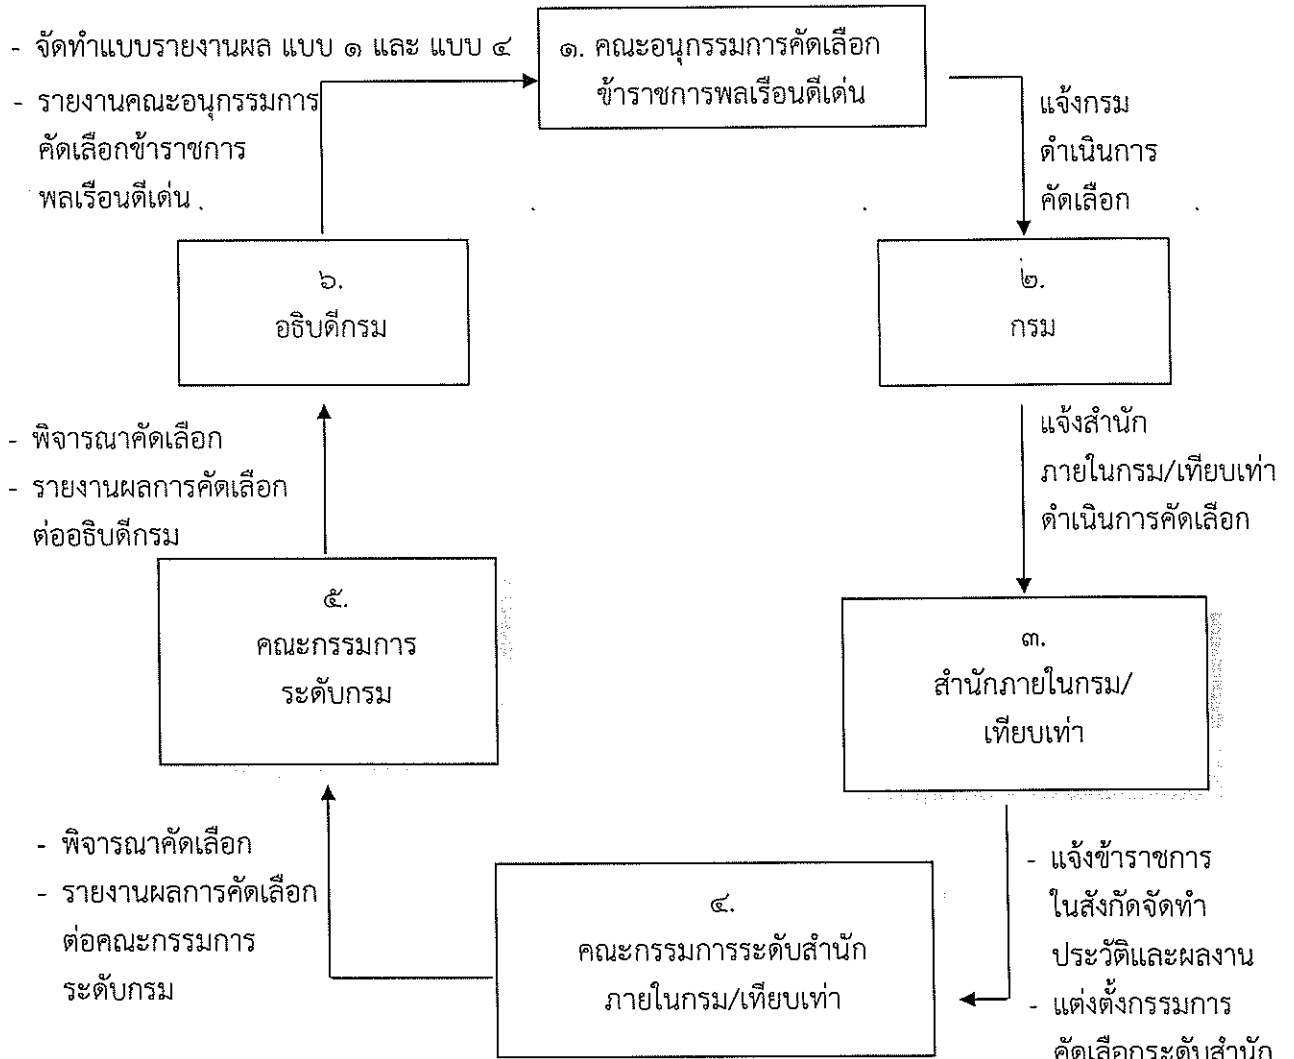 - จัดทำแบบรายงานผล แบบ ๑ และ แบบ ๔
- รายงานคณะอนุกรรมการ
คัดเลือกข้าราชการ
พลเรือนดีเด่น
๑. คณะอนุกรรมการคัดเลือก
ข้าราชการพลเรือนดีเด่น
แจ้งกรม
ดำเนินการ
คัดเลือก
๒.
กรม
แจ้งสำนัก
ภายในกรม/เทียบเท่า
ดำเนินการคัดเลือก
๓.
สำนักภายในกรม/
เทียบเท่า
- แจ้งข้าราชการ
ในสังกัดจัดทำ
ประวัติและผลงาน
- แต่งตั้งกรรมการ
คัดเลือกระดับสำนัก
๔.
คณะกรรมการระดับสำนัก
ภายในกรม/เทียบเท่า
- พิจารณาคัดเลือก
- รายงานผลการคัดเลือก
ต่อคณะกรรมการ
ระดับกรม
๕.
คณะกรรมการ
ระดับกรม
- พิจารณาคัดเลือก
- รายงานผลการคัดเลือก
ต่ออธิบดีกรม
๖.
อธิบดีกรม